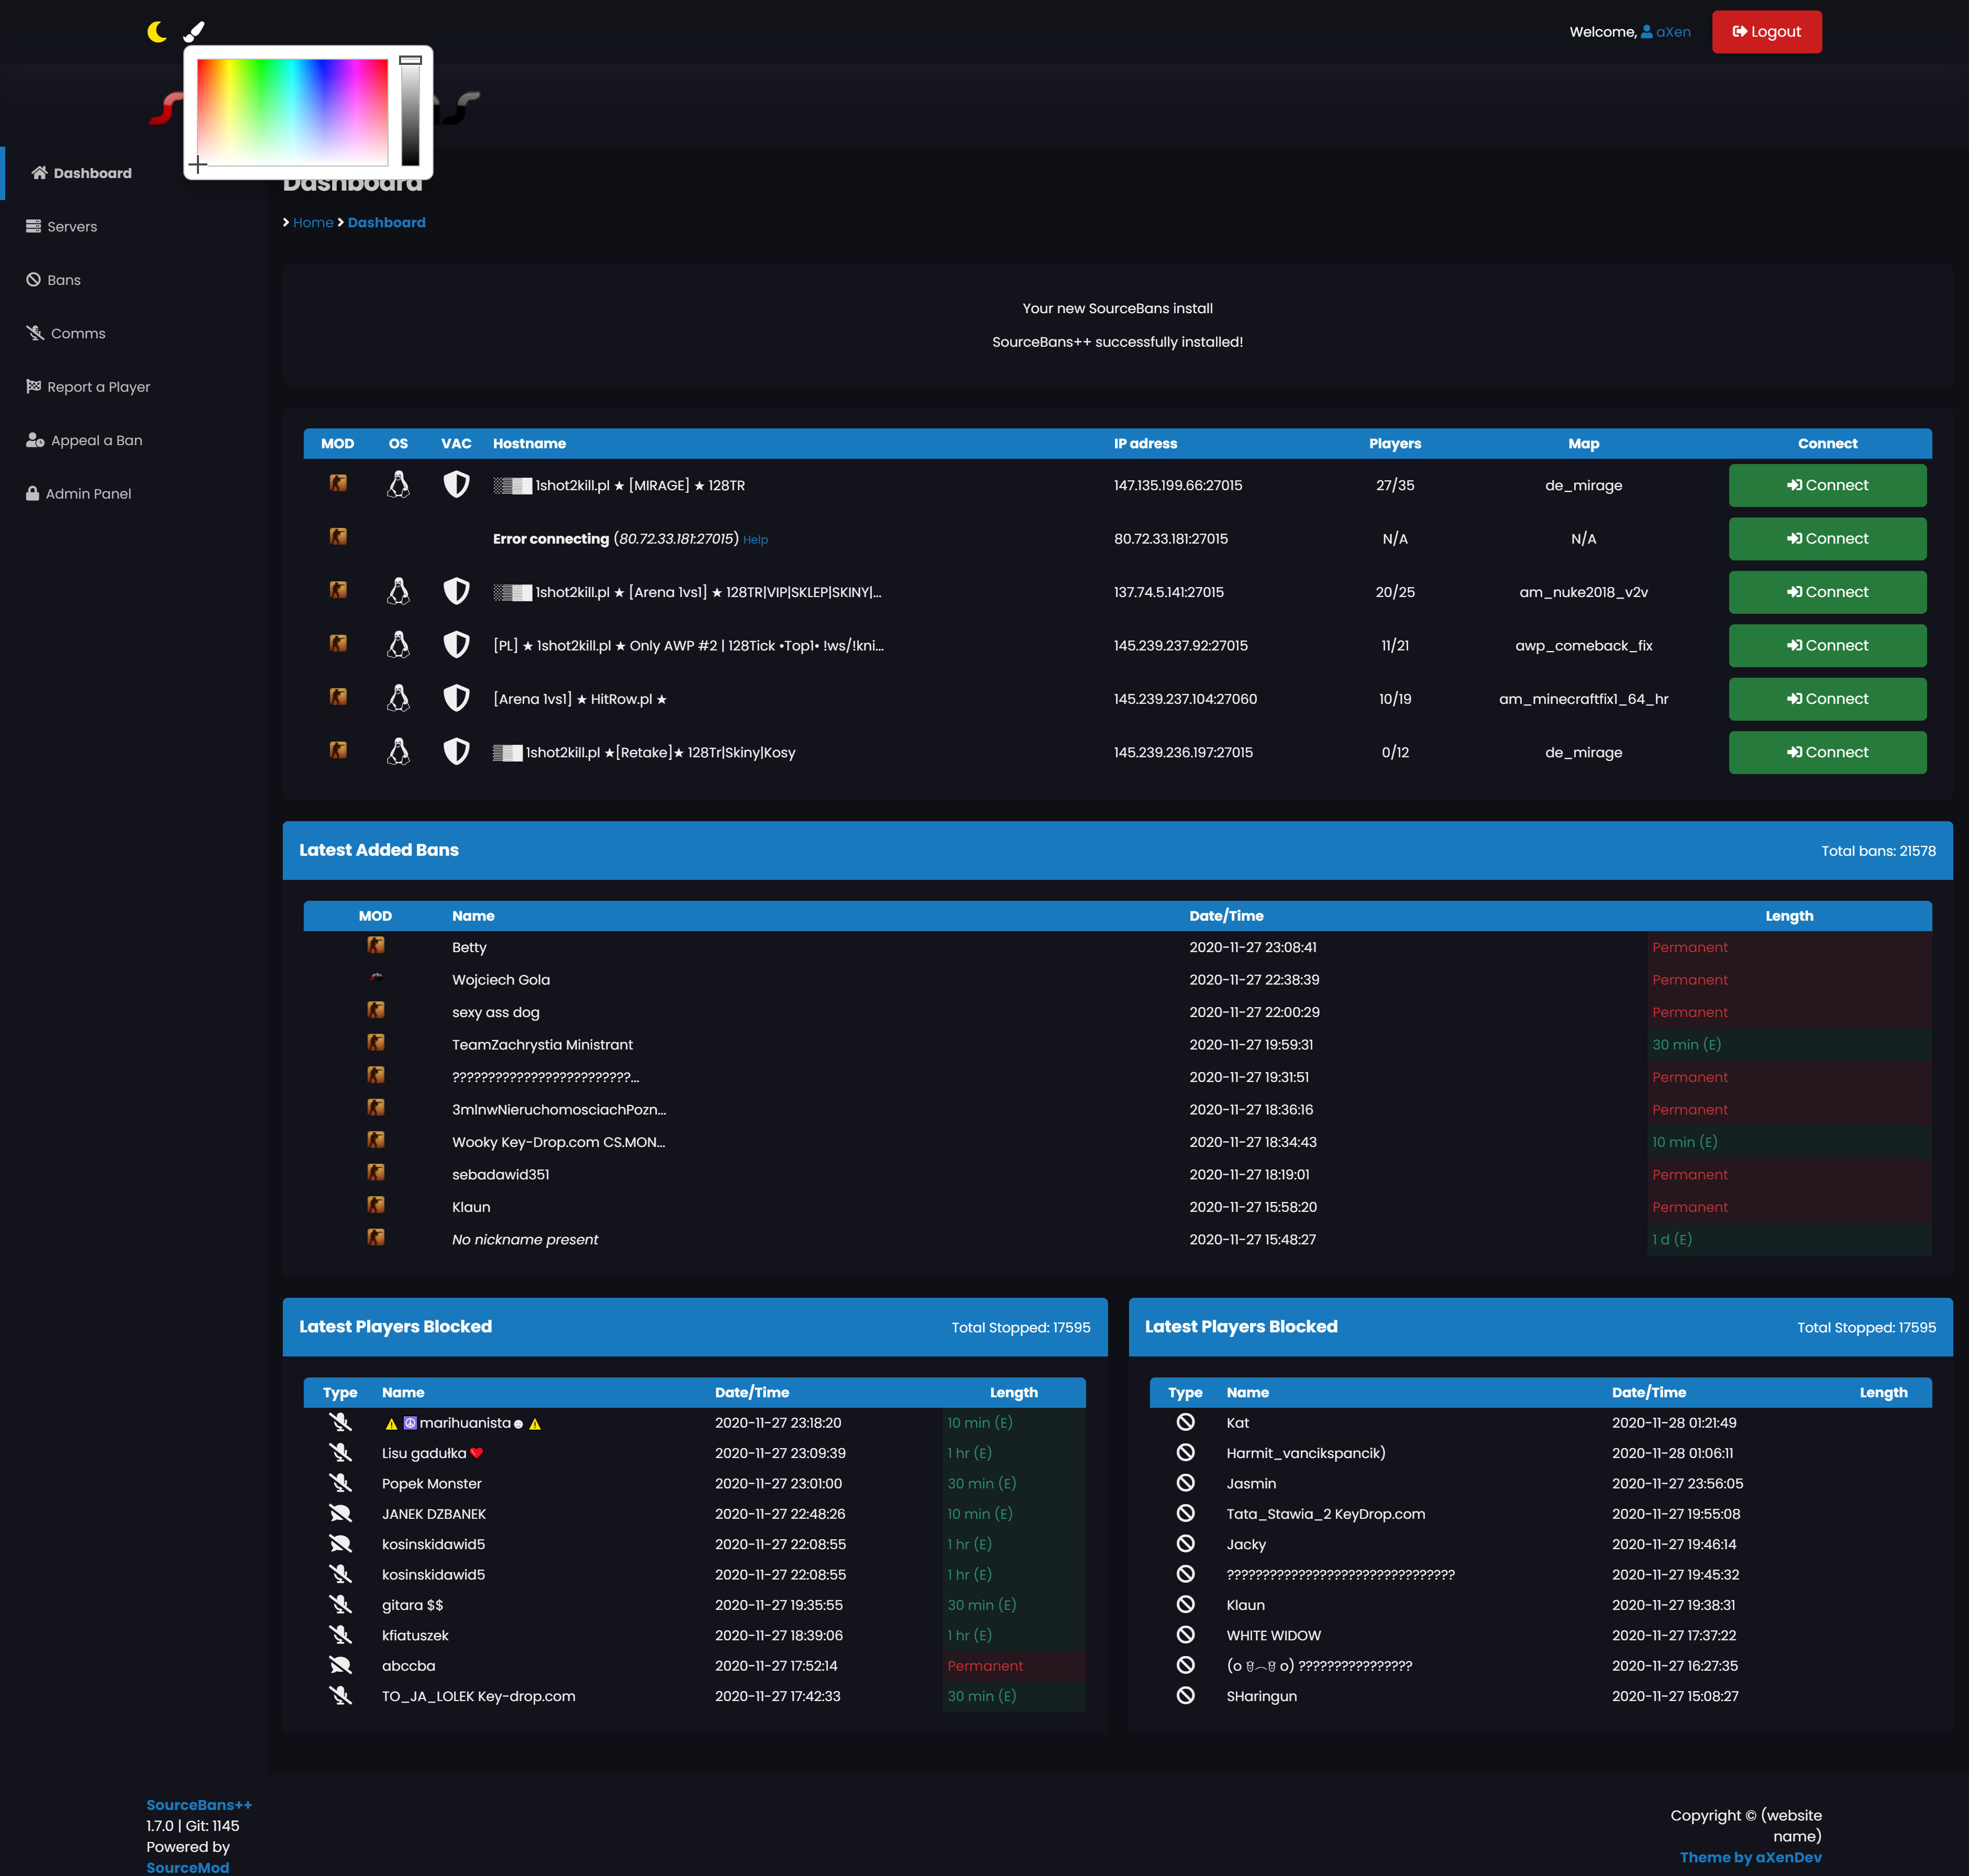 Welcome, aXen
Logout
Dashboard
Servers
Bans
Comms
Report a Player
Appeal a Ban
Admin Panel
Dashboard
Home Dashboard
Your new SourceBans install
SourceBans++ successfully installed!
MOD OS VAC Hostname IP adress Players Map Connect
░▒▓█ 1shot2kill.pl ★ [MIRAGE] ★ 128TR 147.135.199.66:27015 27/35 de_mirage Connect
Error connecting (80.72.33.181:27015) Help 80.72.33.181:27015 N/A N/A Connect
░▒▓█ 1shot2kill.pl ★ [Arena 1vs1] ★ 128TR|VIP|SKLEP|SKINY|... 137.74.5.141:27015 20/25 am_nuke2018_v2v Connect
[PL] ★ 1shot2kill.pl ★ Only AWP #2 | 128Tick •Top1• !ws/!kni... 145.239.237.92:27015 11/21 awp_comeback_fix Connect
[Arena 1vs1] ★ HitRow.pl ★ 145.239.237.104:27060 10/19 am_minecraftfix1_64_hr Connect
▒▓█ 1shot2kill.pl ★[Retake]★ 128Tr|Skiny|Kosy 145.239.236.197:27015 0/12 de_mirage Connect
Latest Added Bans Total bans: 21578
MOD Name Date/Time Length
Betty 2020-11-27 23:08:41 Permanent
Wojciech Gola 2020-11-27 22:38:39 Permanent
sexy ass dog 2020-11-27 22:00:29 Permanent
TeamZachrystia Ministrant 2020-11-27 19:59:31 30 min (E)
?????????????????????????... 2020-11-27 19:31:51 Permanent
3mlnwNieruchomosciachPozn... 2020-11-27 18:36:16 Permanent
Wooky Key-Drop.com CS.MON... 2020-11-27 18:34:43 10 min (E)
sebadawid351 2020-11-27 18:19:01 Permanent
Klaun 2020-11-27 15:58:20 Permanent
No nickname present 2020-11-27 15:48:27 1 d (E)
Latest Players Blocked Total Stopped: 17595
Type Name Date/Time Length
⚠️ ☮️ marihuanista ☻ ⚠️ 2020-11-27 23:18:20 10 min (E)
Lisu gadułka ❤️ 2020-11-27 23:09:39 1 hr (E)
Popek Monster 2020-11-27 23:01:00 30 min (E)
JANEK DZBANEK 2020-11-27 22:48:26 10 min (E)
kosinskidawid5 2020-11-27 22:08:55 1 hr (E)
kosinskidawid5 2020-11-27 22:08:55 1 hr (E)
gitara $$ 2020-11-27 19:35:55 30 min (E)
kfiatuszek 2020-11-27 18:39:06 1 hr (E)
abccba 2020-11-27 17:52:14 Permanent
TO_JA_LOLEK Key-drop.com 2020-11-27 17:42:33 30 min (E)
Latest Players Blocked Total Stopped: 17595
Type Name Date/Time Length
Kat 2020-11-28 01:21:49
Harmit_vancikspancik) 2020-11-28 01:06:11
Jasmin 2020-11-27 23:56:05
Tata_Stawia_2 KeyDrop.com 2020-11-27 19:55:08
Jacky 2020-11-27 19:46:14
???????????????????????????????? 2020-11-27 19:45:32
Klaun 2020-11-27 19:38:31
WHITE WIDOW 2020-11-27 17:37:22
???????????????? 2020-11-27 16:27:35
SHaringun 2020-11-27 15:08:27
SourceBans++
1.7.0 | Git: 1145
Powered by
SourceMod
Copyright © (website
name)
Theme by aXenDev